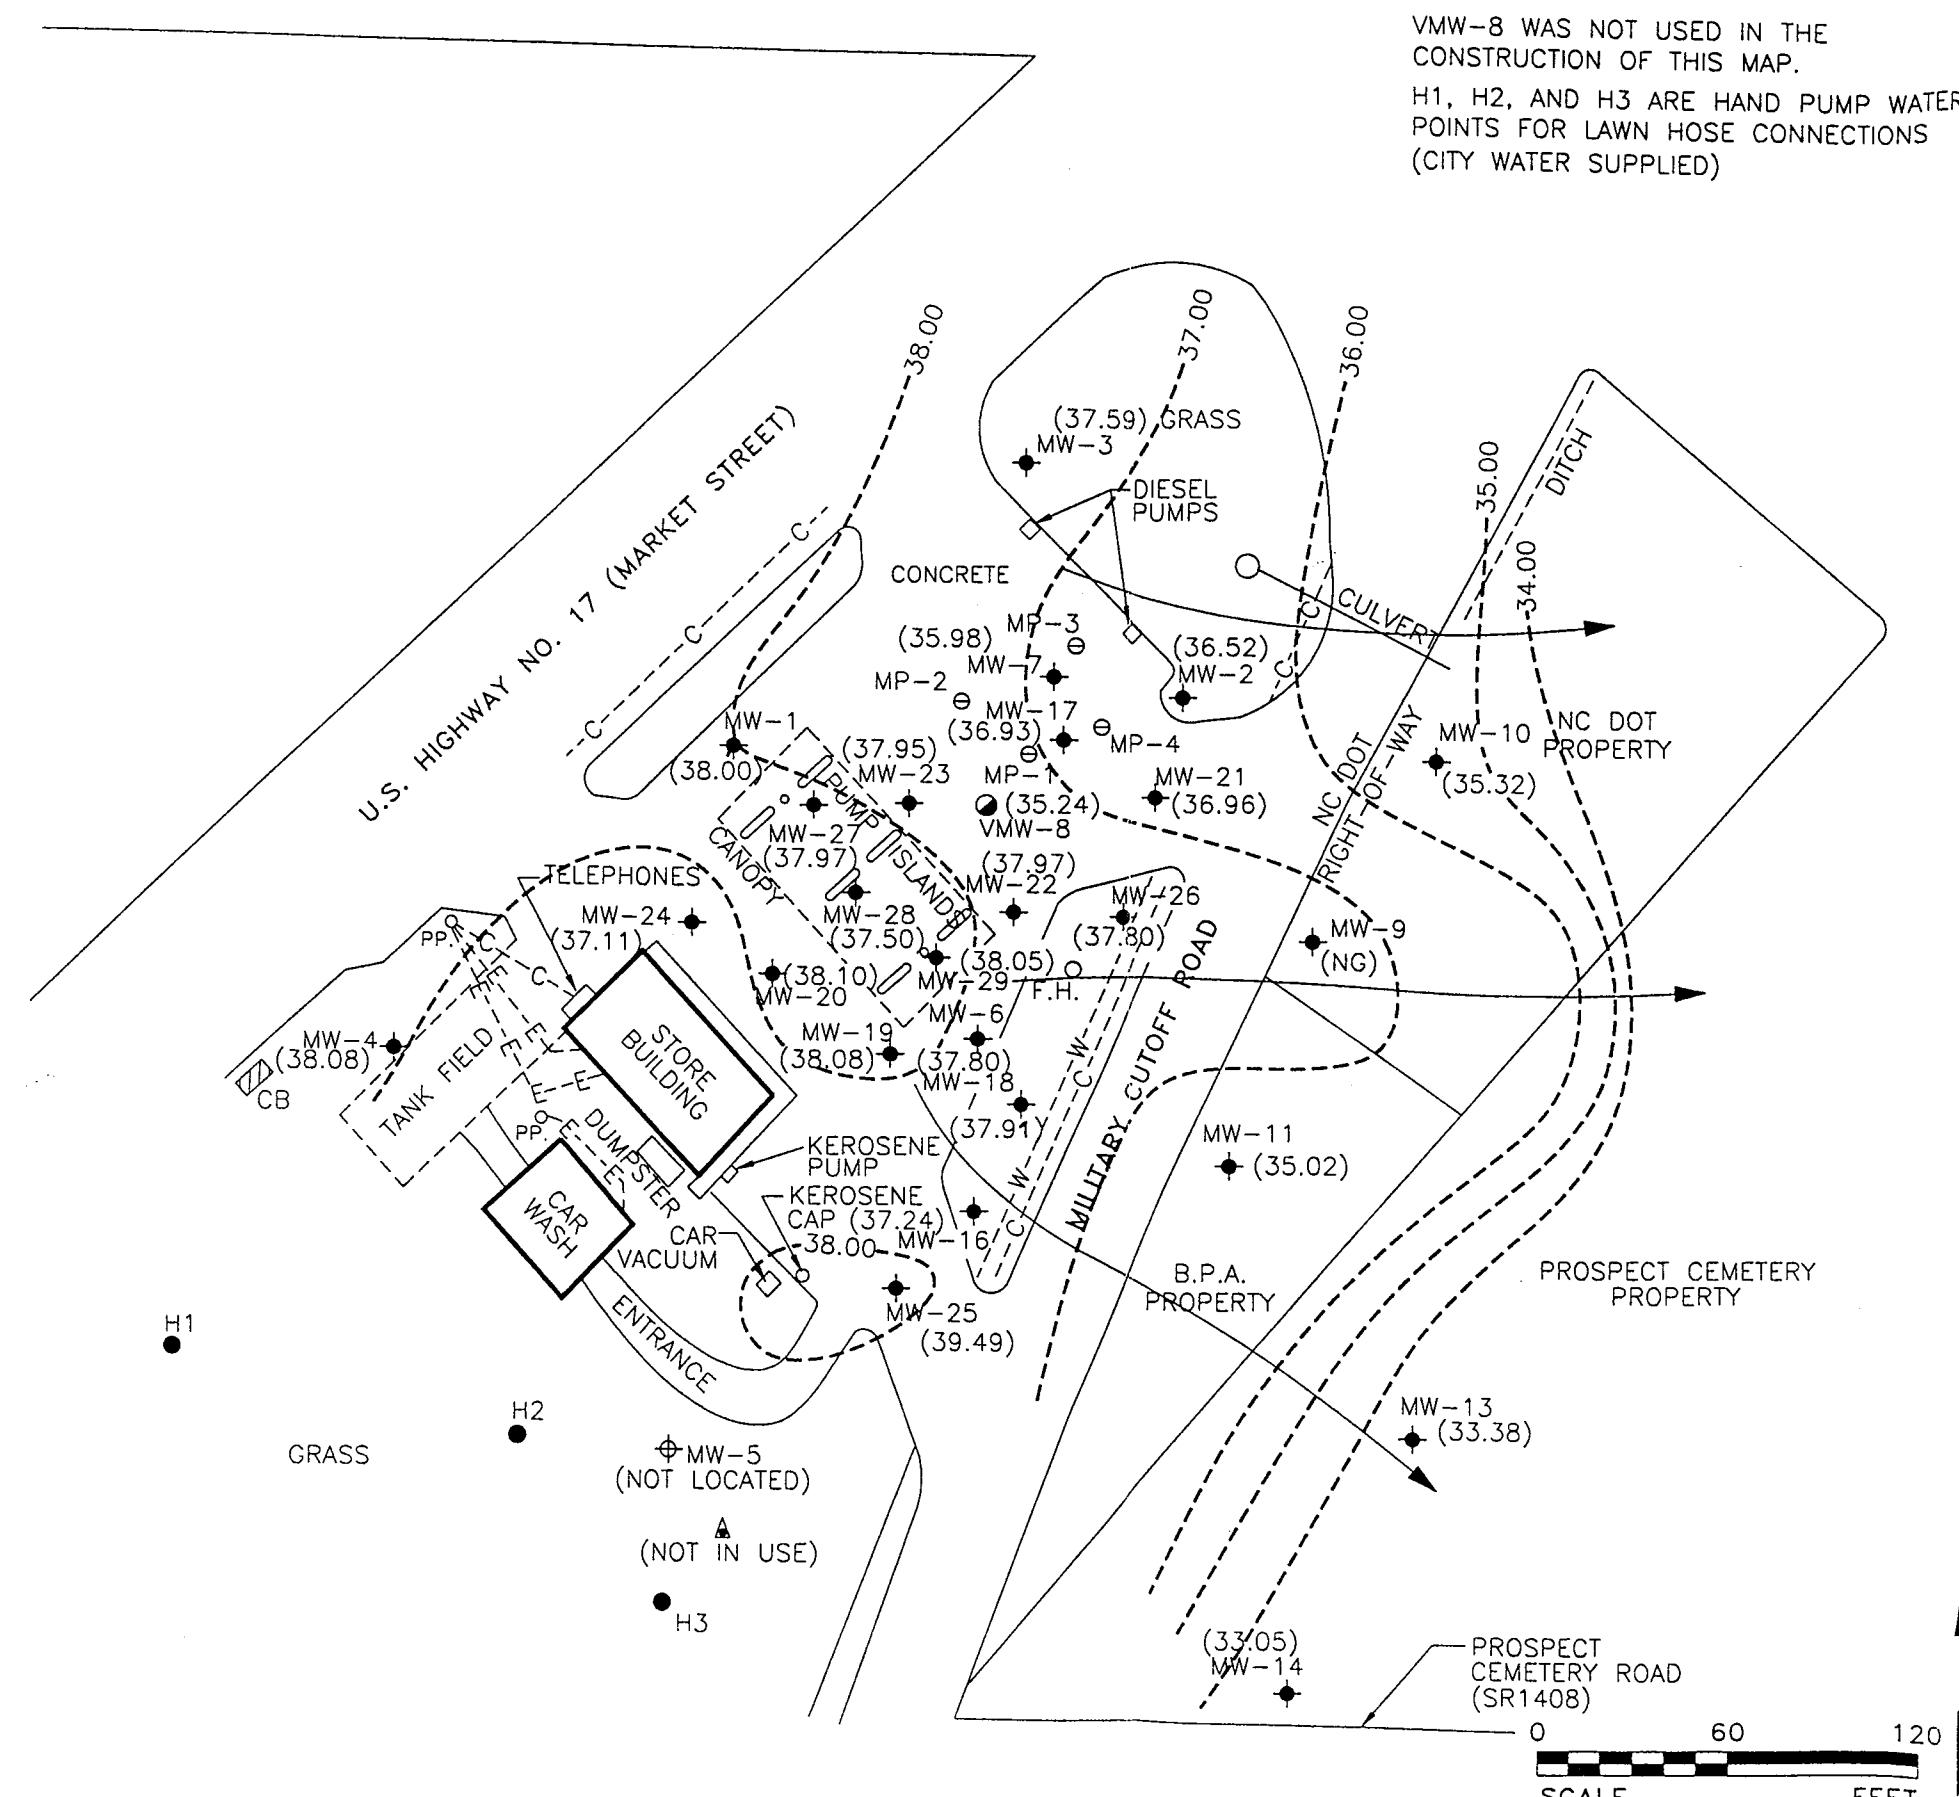 VMW-8 WAS NOT USED IN THE
CONSTRUCTION OF THIS MAP.
H1, H2, AND H3 ARE HAND PUMP WATER
POINTS FOR LAWN HOSE CONNECTIONS
(CITY WATER SUPPLIED)
38.00
37.00
36.00
35.00
34.00
U.S. HIGHWAY NO. 17 (MARKET STREET)
(37.59)
GRASS
MW-3
DIESEL
PUMPS
DITCH
CONCRETE
CULVERT
C
C
C
C
C
MP-3
(35.98)
MW-7
MP-2
(36.52)
MW-2
MW-17
(36.93)
MP-4
MP-1
MW-1
(38.00)
(37.95)
MW-23
MW-21
(36.96)
(35.24)
VMW-8
NC DOT
RIGHT-OF-WAY
MW-10
(35.32)
NC DOT
PROPERTY
PUMP
ISLANDS
CANOPY
MW-27
(37.97)
(37.97)
MW-22
TELEPHONES
MW-24
(37.11)
MW-28
(37.50)
MW-26
(37.80)
MW-9
(NG)
PP.
C
C
E
E
E
E
E
E
E
E
(38.10)
MW-20
(38.05)
MW-29
F.H.
MW-4
(38.08)
CB
TANK FIELD
STORE
BUILDING
MW-19
(38.08)
MW-6
(37.80)
MW-18
(37.91)
W
C
W
C
MILITARY CUTOFF ROAD
PP.
DUMPSTER
KEROSENE
PUMP
KEROSENE
CAP
(37.24)
MW-16
38.00
MW-11
(35.02)
CAR
WASH
CAR
VACUUM
MW-25
(39.49)
ENTRANCE
B.P.A.
PROPERTY
PROSPECT CEMETERY
PROPERTY
H1
H2
GRASS
MW-5
(NOT LOCATED)
(NOT IN USE)
H3
MW-13
(33.38)
(33.05)
MW-14
PROSPECT
CEMETERY ROAD
(SR1408)
0 60 120
SCALE FEET